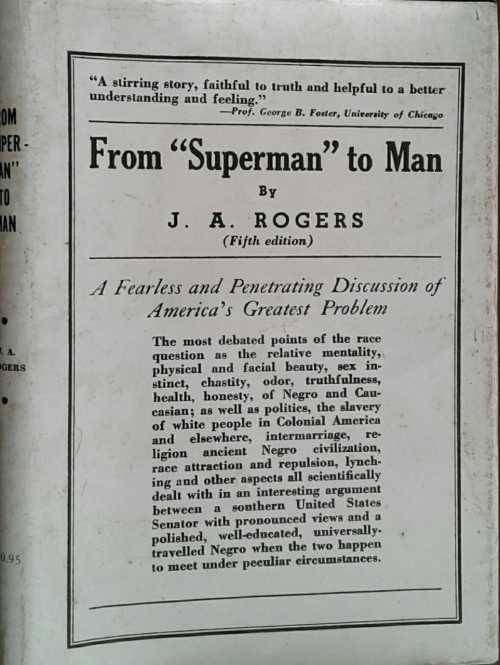 “A stirring story, faithful to truth and helpful to a better
understanding and feeling.”
—Prof. George B. Foster, University of Chicago
From “Superman” to Man
By
J. A. ROGERS
(Fifth edition)
A Fearless and Penetrating Discussion of
America's Greatest Problem
The most debated points of the race
question as the relative mentality,
physical and facial beauty, sex in-
stinct, chastity, odor, truthfulness,
health, honesty, of Negro and Cau-
casian; as well as politics, the slavery
of white people in Colonial America
and elsewhere, intermarriage, re-
ligion ancient Negro civilization,
race attraction and repulsion, lynch-
ing and other aspects all scientifically
dealt with in an interesting argument
between a southern United States
Senator with pronounced views and a
polished, well-educated, universally-
travelled Negro when the two happen
to meet under peculiar circumstances.
OM
PER-
AN”
TO
IAN
. A.
OGERS
0.95